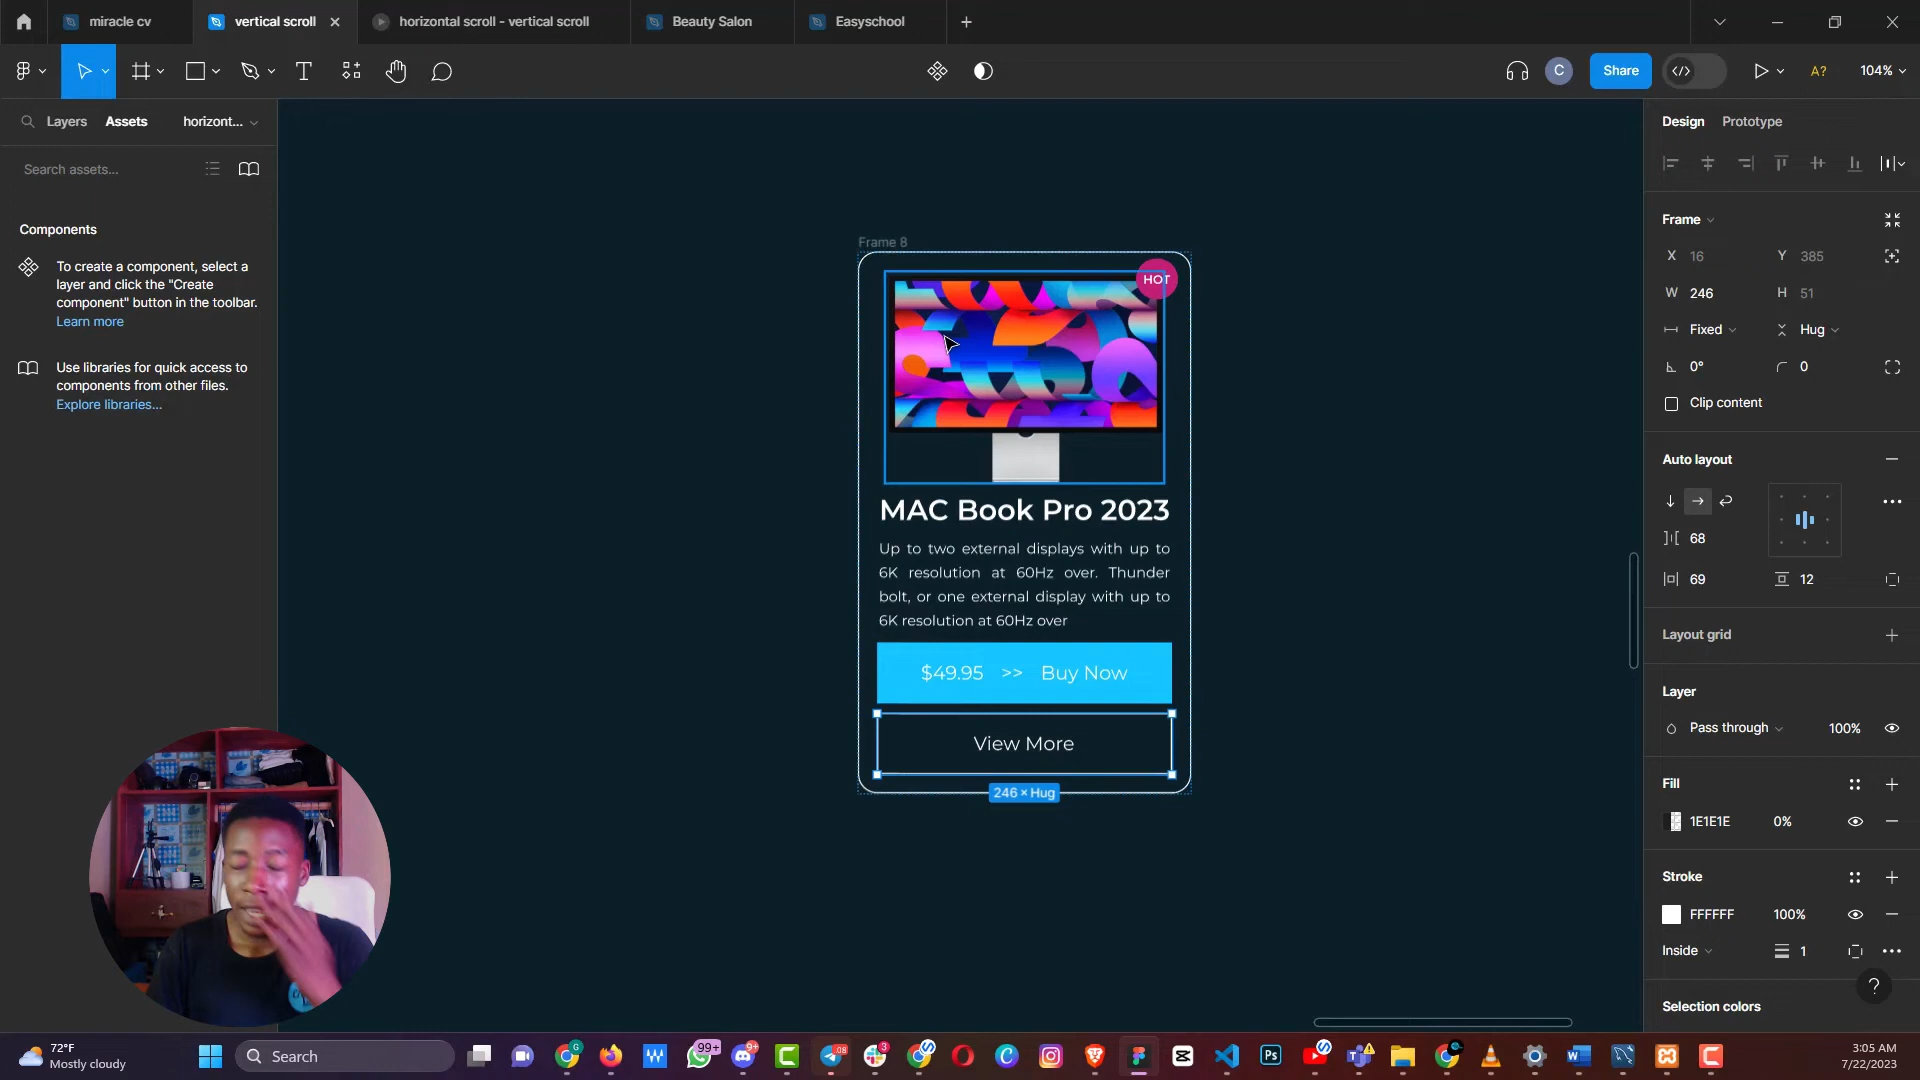 miracle cv
vertical scroll
horizontal scroll - vertical scroll
Beauty Salon
Easyschool
C
Share
A?
104%
Layers
Assets
horizont...
Search assets...
Components
To create a component, select a
layer and click the "Create
component" button in the toolbar.
Learn more
Use libraries for quick access to
components from other files.
Explore libraries...
Frame 8
HOT
MAC Book Pro 2023
Up to two external displays with up to
6K resolution at 60Hz over. Thunder
bolt, or one external display with up to
6K resolution at 60Hz over
$49.95 >> Buy Now
View More
246 × Hug
Design
Prototype
Frame
X 16
Y 385
W 246
H 51
Fixed
Hug
0°
0
Clip content
Auto layout
68
69
12
Layout grid
Layer
Pass through
100%
Fill
1E1E1E
0%
Stroke
FFFFFF
100%
Inside
1
?
Selection colors
72°F
Mostly cloudy
Search
99+
9+
08
3
Ps
3:05 AM
7/22/2023